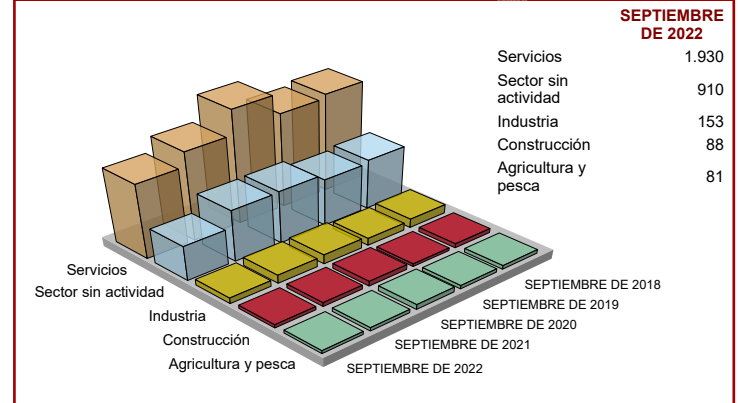 SEPTIEMBRE
DE 2022
Servicios 1.930
Sector sin
actividad 910
Industria 153
Construcción 88
Agricultura y
pesca 81
Servicios
Sector sin actividad
Industria
Construcción
Agricultura y pesca
SEPTIEMBRE DE 2018
SEPTIEMBRE DE 2019
SEPTIEMBRE DE 2020
SEPTIEMBRE DE 2021
SEPTIEMBRE DE 2022